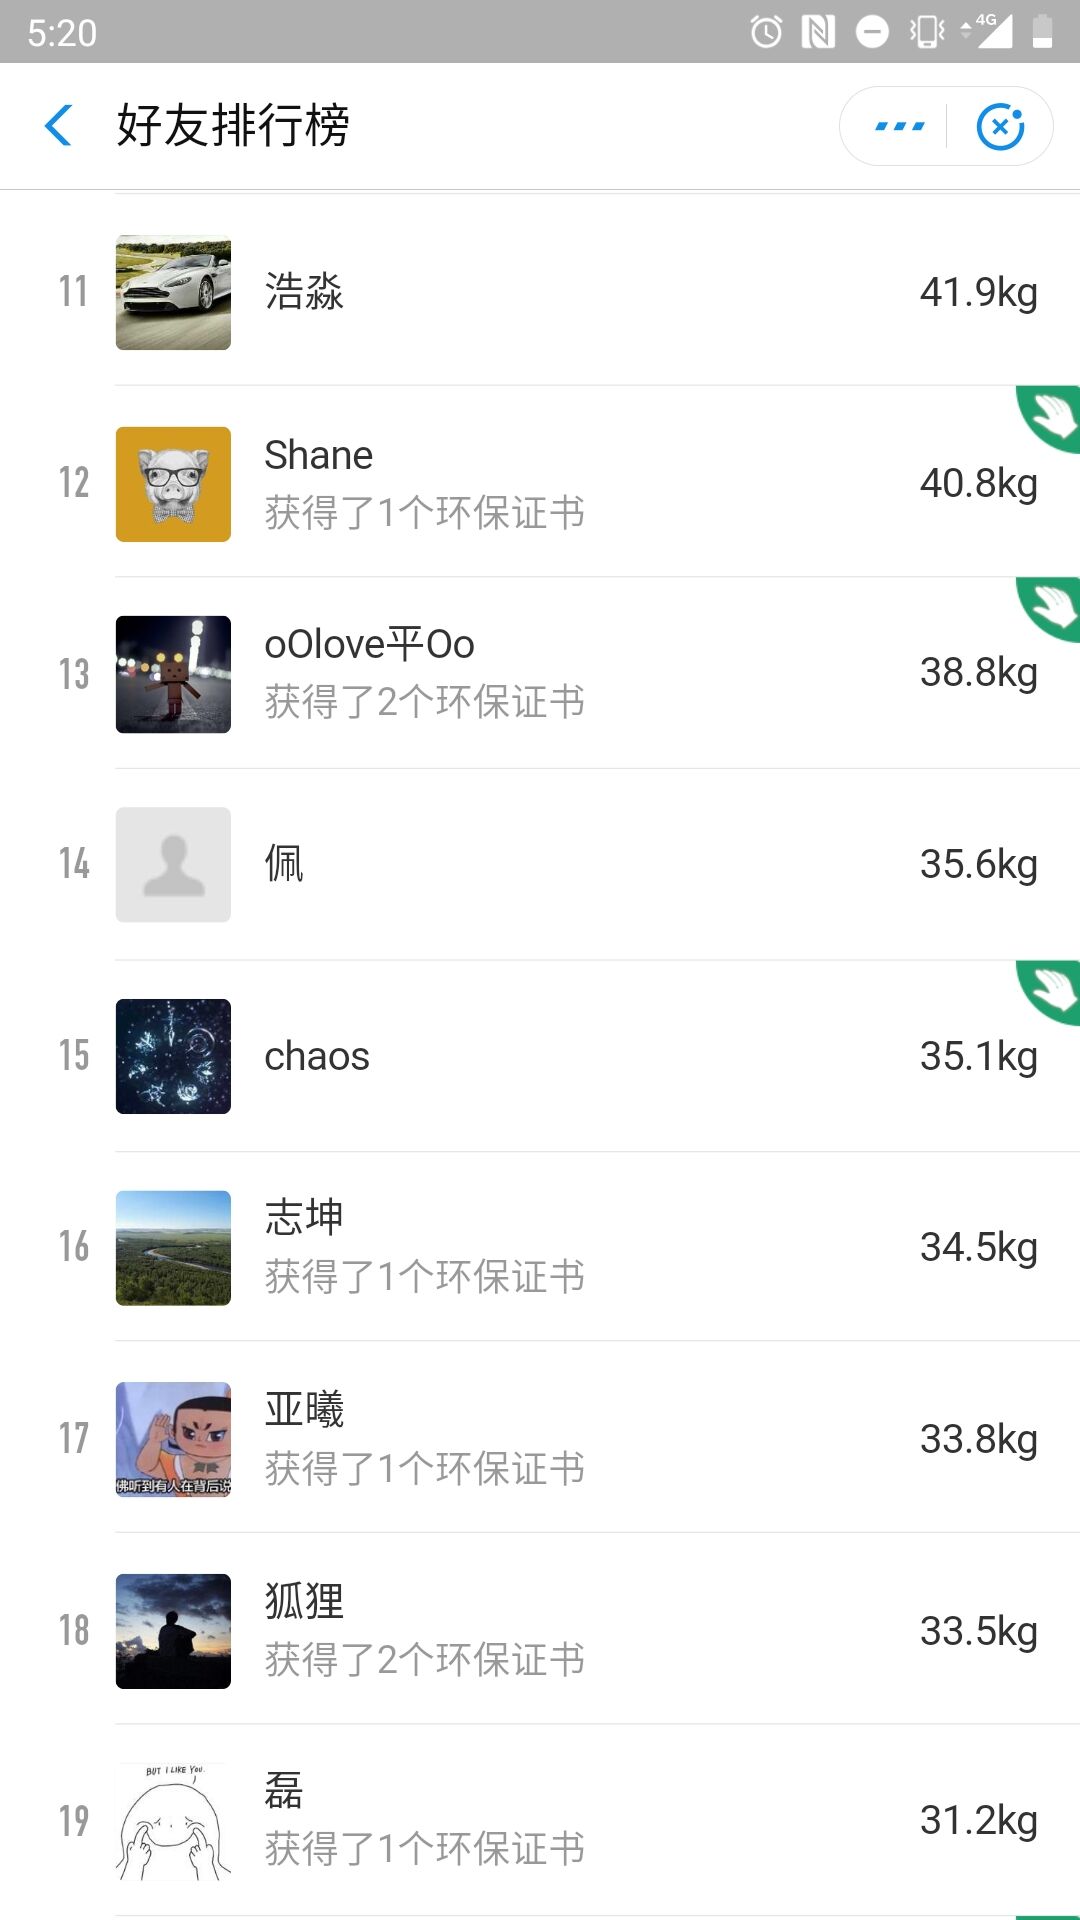 5:20
4G
好友排行榜
11
浩淼
41.9kg
12
Shane
获得了1个环保证书
40.8kg
13
oOlove平Oo
获得了2个环保证书
38.8kg
14
佩
35.6kg
15
chaos
35.1kg
16
志坤
获得了1个环保证书
34.5kg
17
佛听到有人在背后说
亚曦
获得了1个环保证书
33.8kg
18
狐狸
获得了2个环保证书
33.5kg
19
BUT I LIKE YOU.
磊
获得了1个环保证书
31.2kg